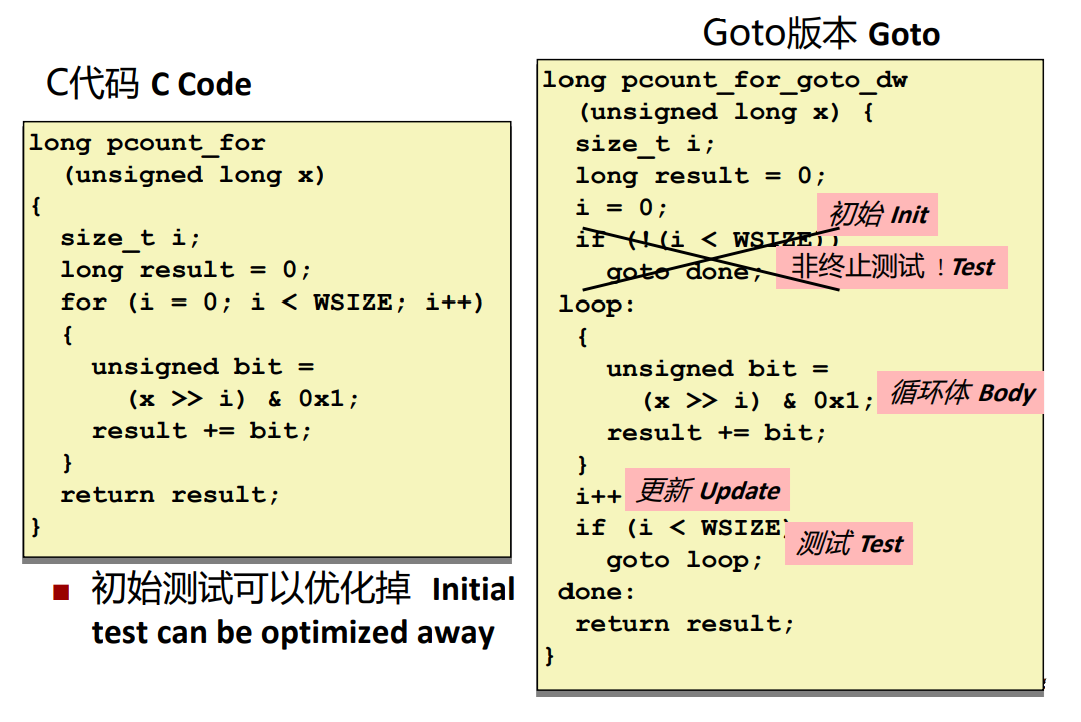 C代码 C Code
long pcount_for
(unsigned long x)
{
size_t i;
long result = 0;
for (i = 0; i < WSIZE; i++)
{
unsigned bit =
(x >> i) & 0x1;
result += bit;
}
return result;
}
■ 初始测试可以优化掉 Initial
test can be optimized away
Goto版本 Goto
long pcount_for_goto_dw
(unsigned long x) {
size_t i;
long result = 0;
i = 0;
初始 Init
if (!(i < WSIZE))
goto done;
非终止测试 ! Test
loop:
{
unsigned bit =
(x >> i) & 0x1;
循环体 Body
result += bit;
}
i++
更新 Update
if (i < WSIZE)
测试 Test
goto loop;
done:
return result;
}